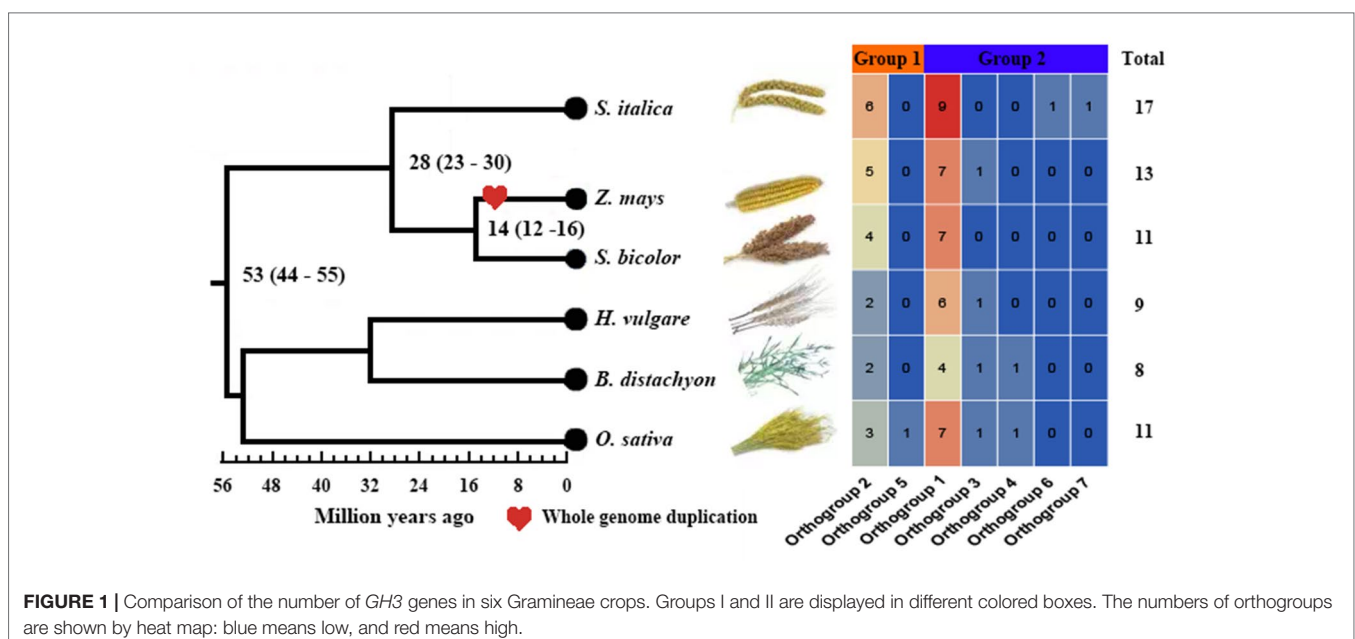 Group 1 Group 2 Total
S. italica 6 0 9 0 0 1 1 17
28 (23 - 30)
Z. mays 5 0 7 1 0 0 0 13
14 (12 -16)
S. bicolor 4 0 7 0 0 0 0 11
53 (44 - 55)
H. vulgare 2 0 6 1 0 0 0 9
B. distachyon 2 0 4 1 1 0 0 8
O. sativa 3 1 7 1 1 0 0 11
56 48 40 32 24 16 8 0
Million years ago Whole genome duplication
Orthogroup 2
Orthogroup 5
Orthogroup 1
Orthogroup 3
Orthogroup 4
Orthogroup 6
Orthogroup 7
FIGURE 1 | Comparison of the number of GH3 genes in six Gramineae crops. Groups I and II are displayed in different colored boxes. The numbers of orthogroups
are shown by heat map: blue means low, and red means high.